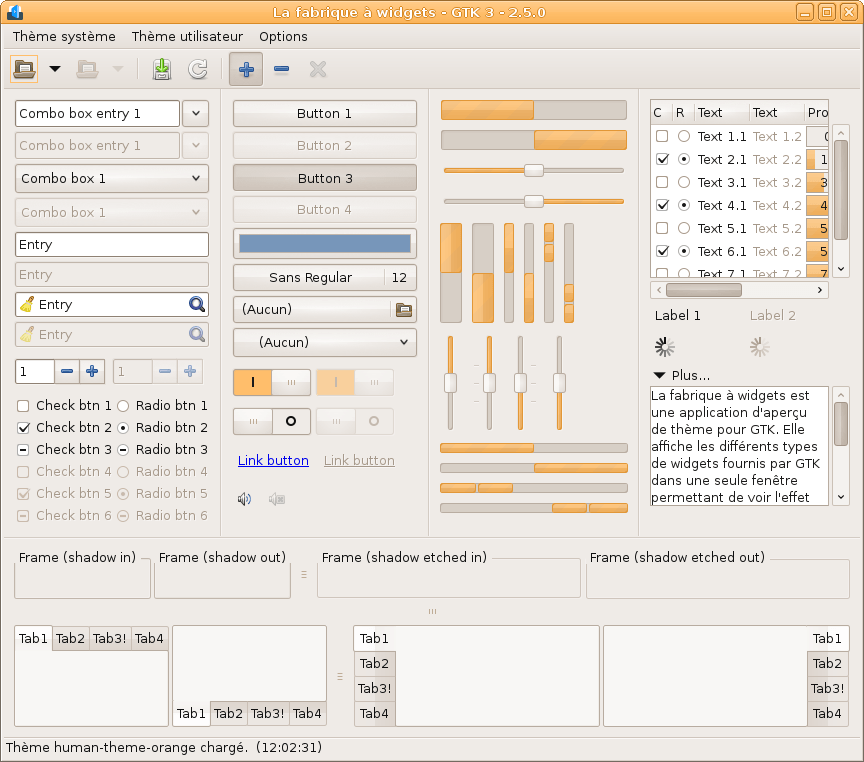 La fabrique à widgets - GTK 3 - 2.5.0
Thème système Thème utilisateur Options
Combo box entry 1
Combo box entry 1
Combo box 1
Combo box 1
Entry
Entry
Entry
Entry
1 1
Check btn 1 Radio btn 1
Check btn 2 Radio btn 2
Check btn 3 Radio btn 3
Check btn 4 Radio btn 4
Check btn 5 Radio btn 5
Check btn 6 Radio btn 6
Button 1
Button 2
Button 3
Button 4
Sans Regular 12
(Aucun)
(Aucun)
Link button Link button
C R Text Text Pro
Text 1.1 Text 1.2 0
Text 2.1 Text 2.2 1
Text 3.1 Text 3.2 3
Text 4.1 Text 4.2 4
Text 5.1 Text 5.2 5
Text 6.1 Text 6.2 5
Text 7.1 Text 7.2 7
Label 1 Label 2
Plus...
La fabrique à widgets est
une application d'aperçu
de thème pour GTK. Elle
affiche les différents types
de widgets fournis par GTK
dans une seule fenêtre
permettant de voir l'effet
Frame (shadow in) Frame (shadow out) Frame (shadow etched in) Frame (shadow etched out)
Tab1 Tab2 Tab3! Tab4
Tab1 Tab2 Tab3! Tab4
Tab1
Tab2
Tab3!
Tab4
Tab1
Tab2
Tab3!
Tab4
Thème human-theme-orange chargé. (12:02:31)